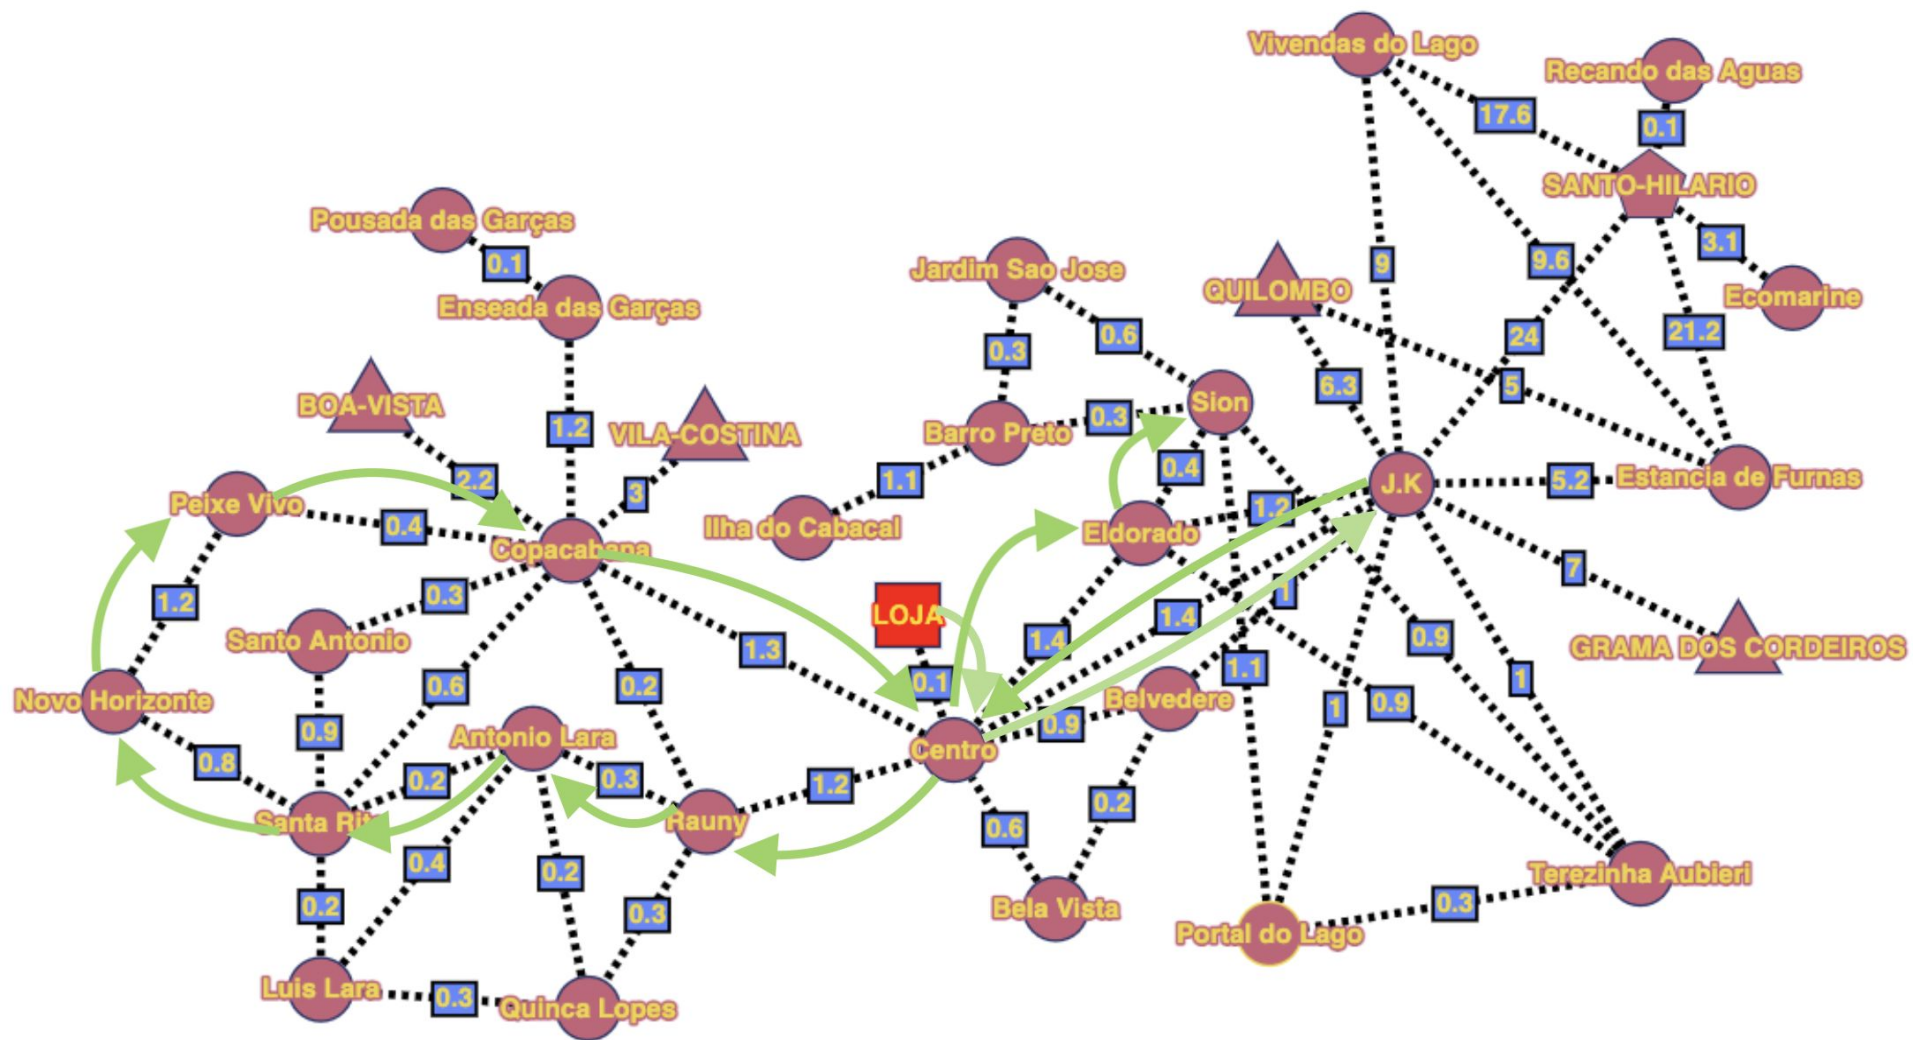 Vivendas do Lago
Recando das Aguas
17.6
0.1
SANTO-HILARIO
Pousada das Garças
3.1
0.1
Jardim Sao Jose
9
9.6
QUILOMBO
Ecomarine
Enseada das Garças
0.3
0.6
24
21.2
6.3
5
BOA-VISTA
1.2
VILA-COSTINA
Barro Preto
0.3
Sion
2.2
3
1.1
0.4
J.K
5.2
Estancia de Furnas
Peixe Vivo
0.4
Copacabana
Ilha do Cabacal
Eldorado
1.2
7
1.2
0.3
LOJA
1
1.4
Santo Antonio
1.3
1.4
0.9
GRAMA DOS CORDEIROS
Novo Horizonte
0.6
0.2
0.1
1.1
1
Belvedere
1
0.9
0.9
0.9
Antonio Lara
Centro
0.8
0.2
0.3
1.2
0.2
Santa Rita
Rauny
0.6
0.4
0.2
Terezinha Aubieri
0.2
0.3
Bela Vista
0.3
Portal do Lago
Luis Lara
0.3
Quinca Lopes